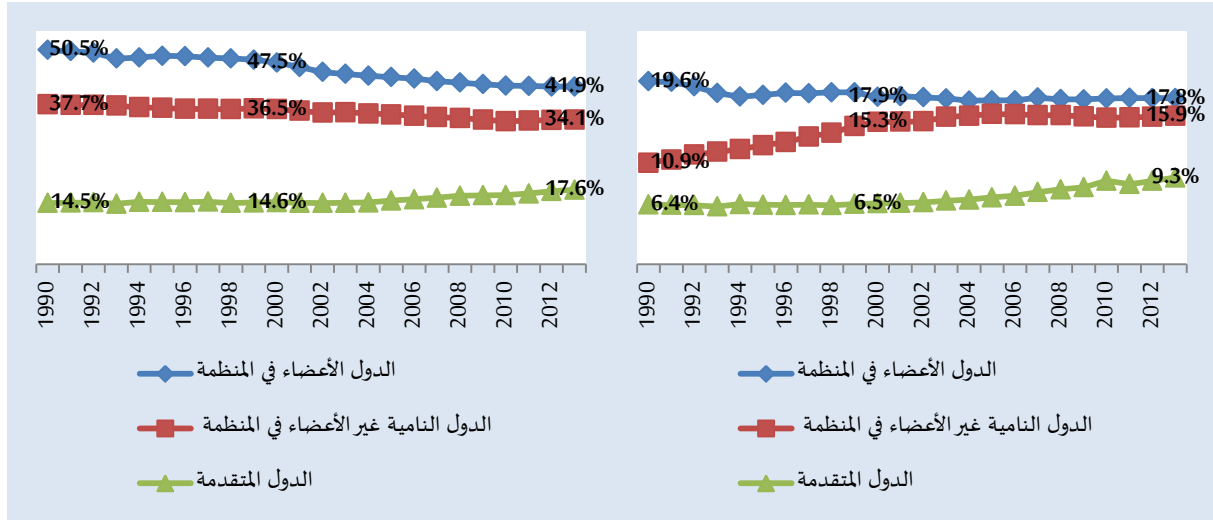 50.5% 47.5% 41.9%
37.7% 36.5% 34.1%
14.5% 14.6% 17.6%
1990 1992 1994 1996 1998 2000 2002 2004 2006 2008 2010 2012
الدول الأعضاء في المنظمة
الدول النامية غير الأعضاء في المنظمة
الدول المتقدمة
19.6% 17.9% 17.8%
10.9% 15.3% 15.9%
6.4% 6.5% 9.3%
1990 1992 1994 1996 1998 2000 2002 2004 2006 2008 2010 2012
الدول الأعضاء في المنظمة
الدول النامية غير الأعضاء في المنظمة
الدول المتقدمة